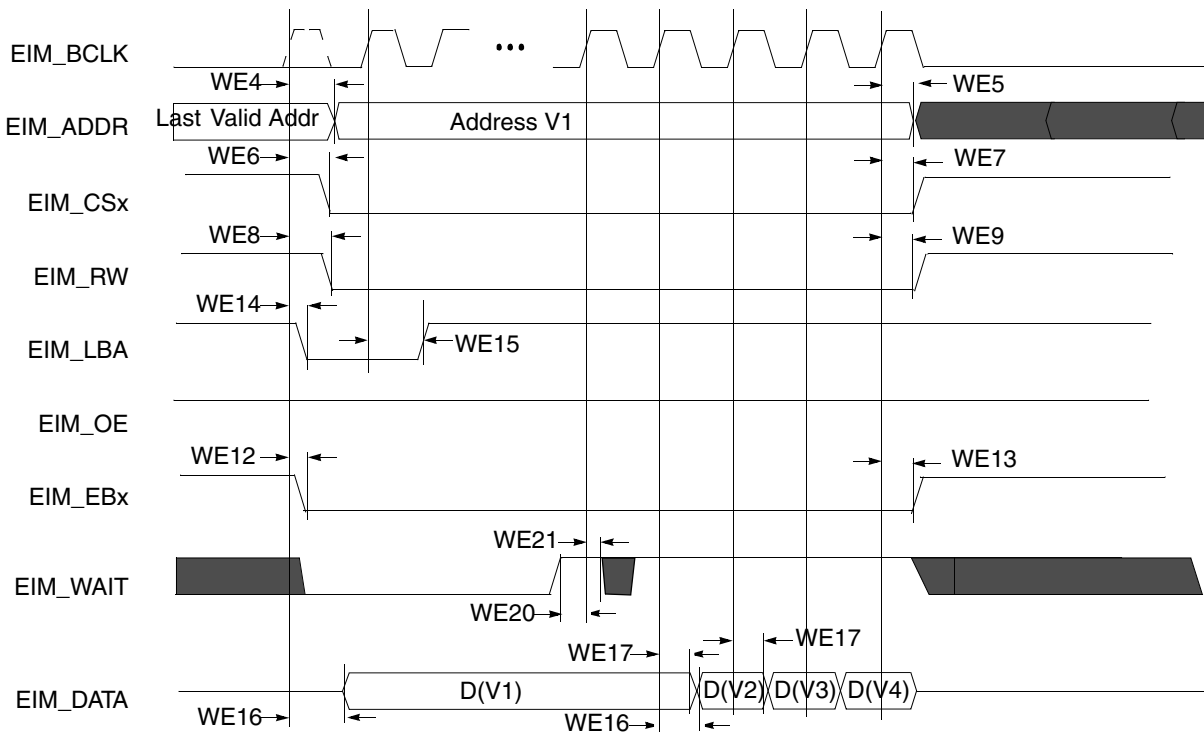 EIM_BCLK
•••
WE4
WE5
EIM_ADDR
Last Valid Addr
Address V1
WE6
WE7
EIM_CSx
WE8
WE9
EIM_RW
WE14
EIM_LBA
WE15
EIM_OE
WE12
WE13
EIM_EBx
WE21
EIM_WAIT
WE20
WE17
WE17
EIM_DATA
D(V1)
D(V2)
D(V3)
D(V4)
WE16
WE16